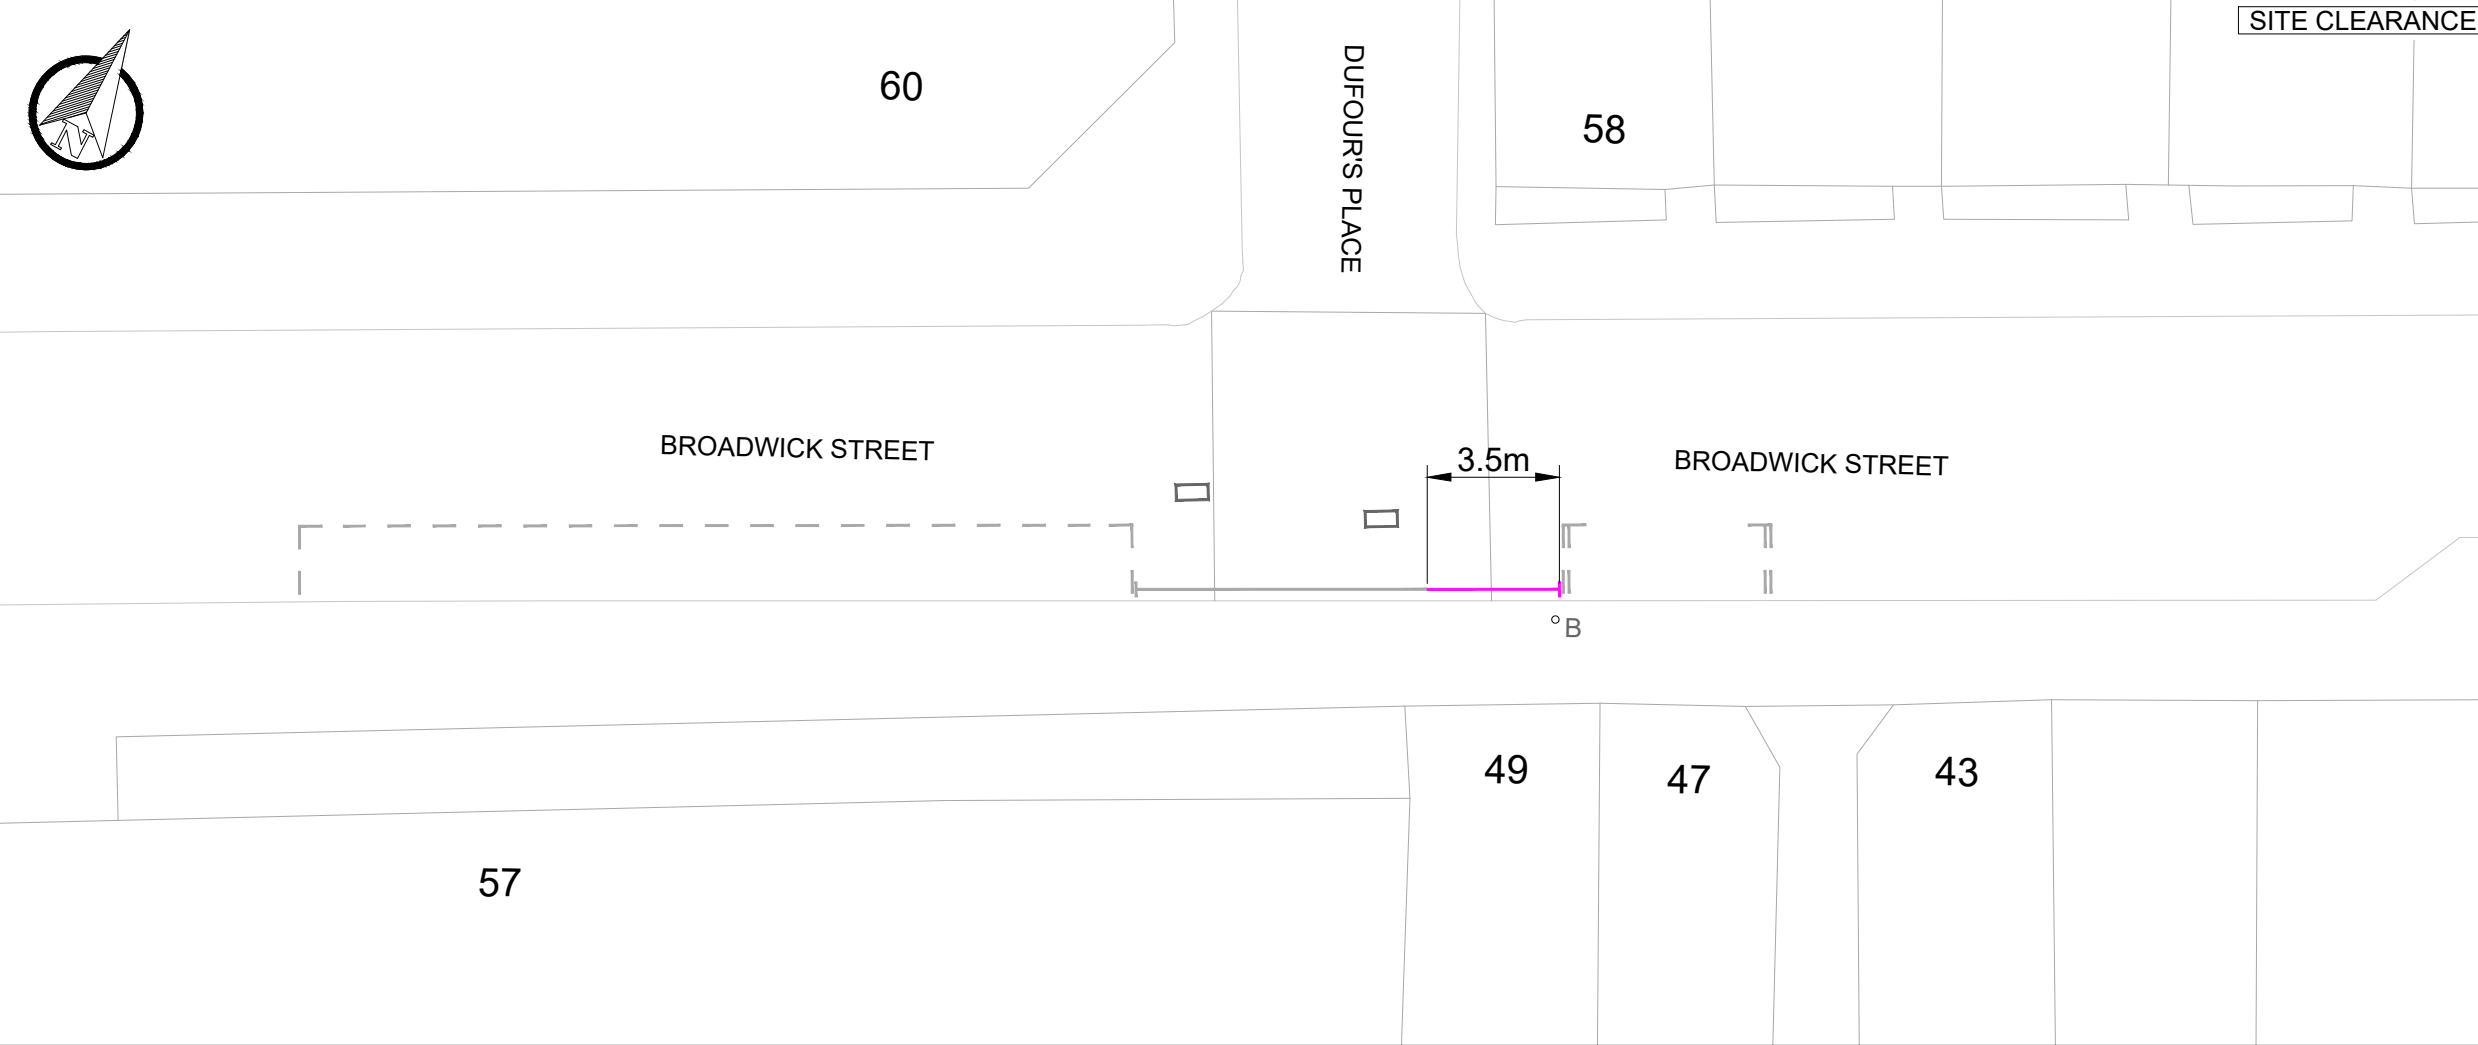 SITE CLEARANCE
N
60
DUFOUR'S PLACE
58
BROADWICK STREET
3.5m
BROADWICK STREET
B
49
47
43
57